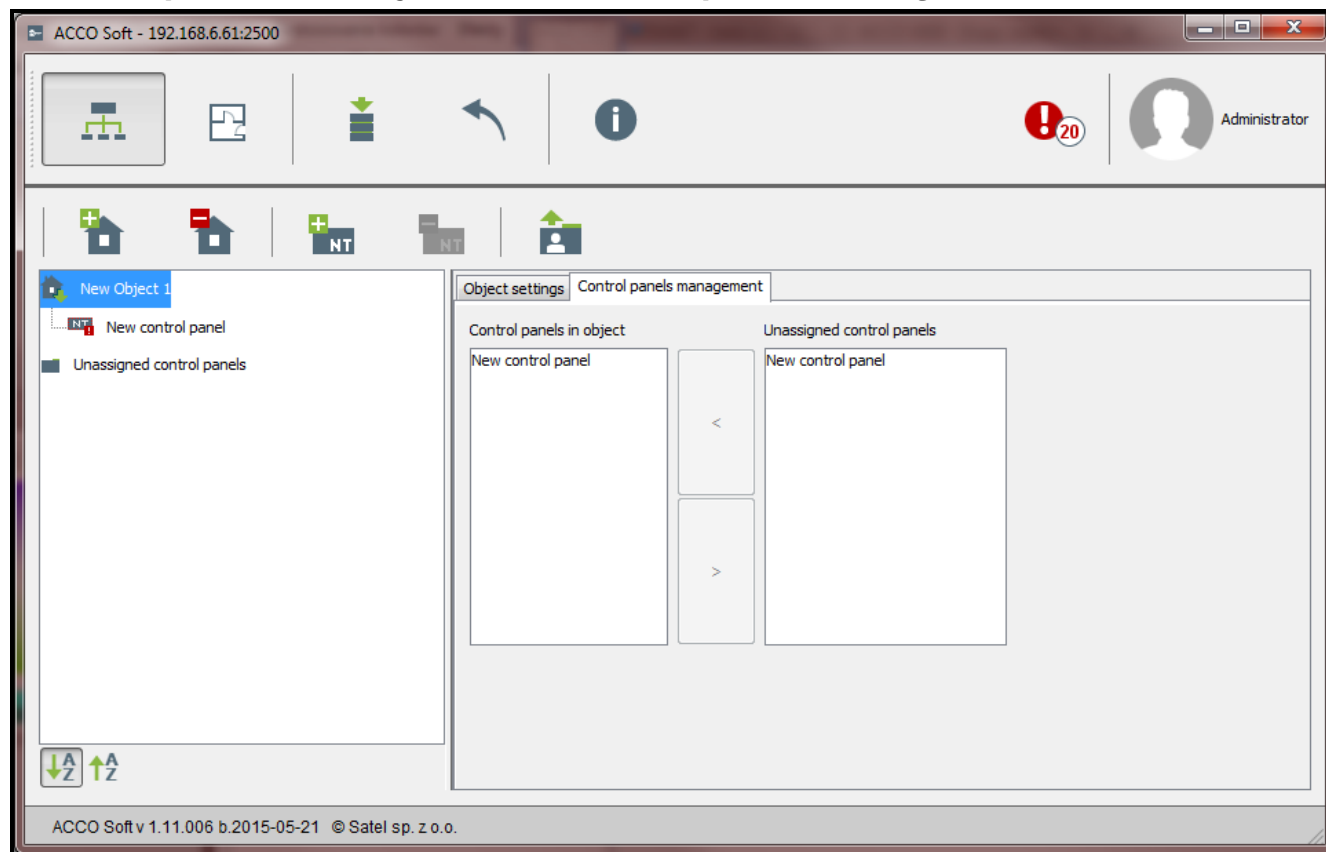 ACCO Soft - 192.168.6.61:2500
20
Administrator
NT
NT
New Object 1
NT
New control panel
Unassigned control panels
Object settings
Control panels management
Control panels in object
Unassigned control panels
New control panel
New control panel
<
>
A
Z
A
Z
ACCO Soft v 1.11.006 b.2015-05-21 © Satel sp. z o.o.